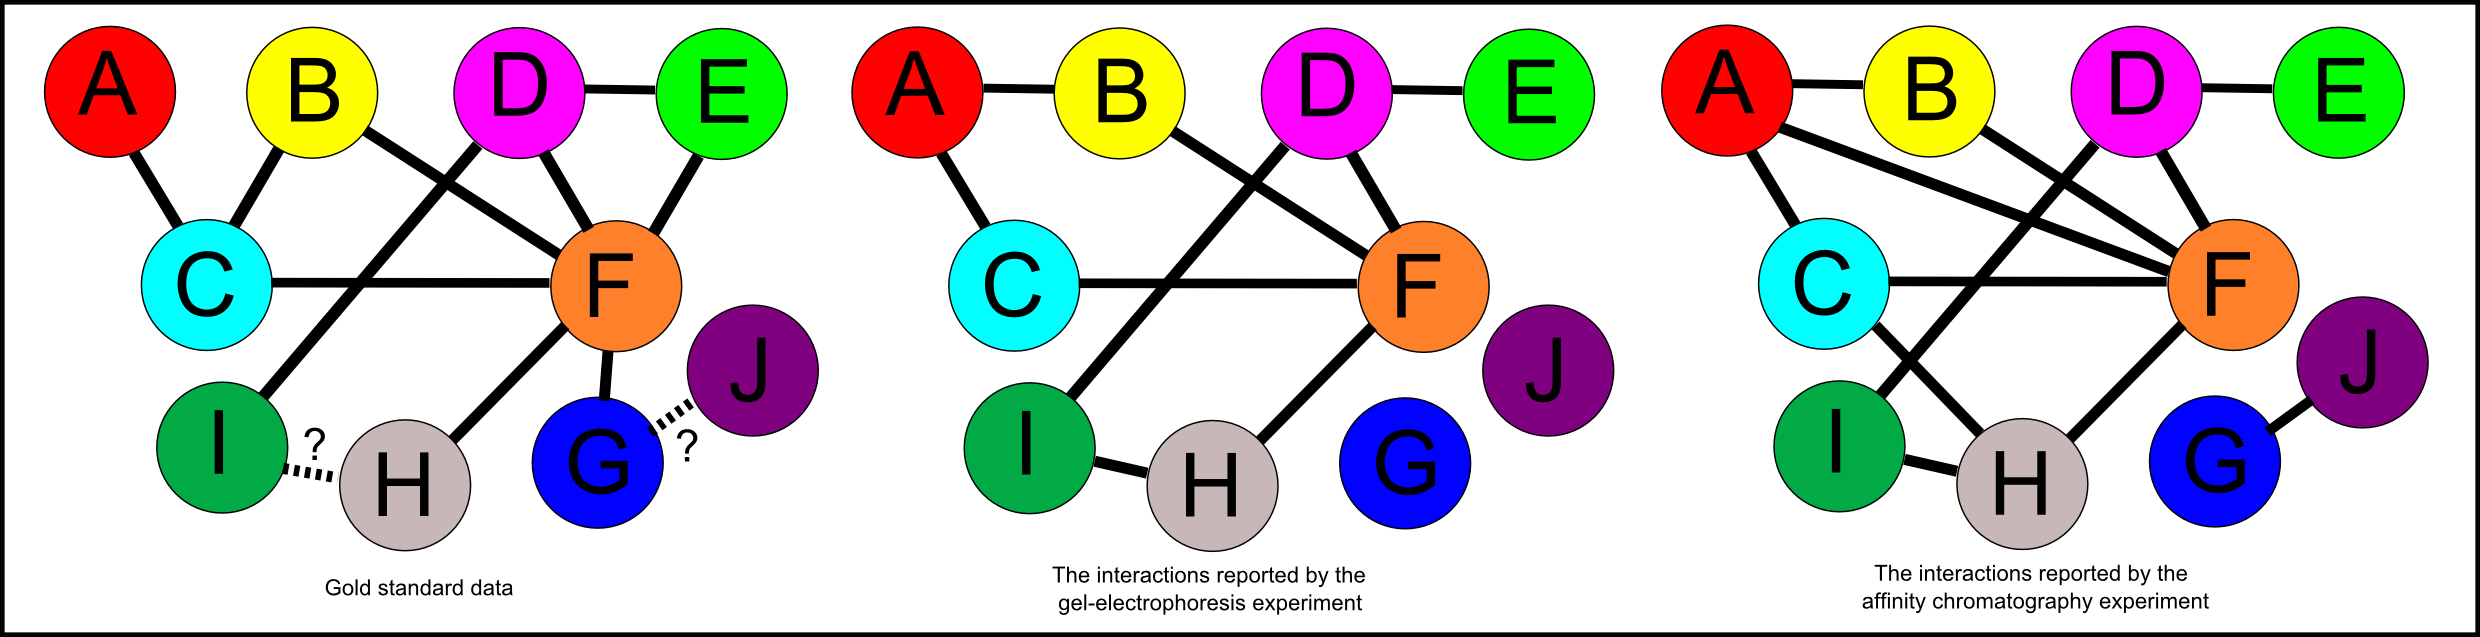 A B D E
C F
J
I ? H G ?
Gold standard data
A B D E
C F
J
I H G
The interactions reported by the
gel-electrophoresis experiment
A B D E
C F
J
I H G
The interactions reported by the
affinity chromatography experiment